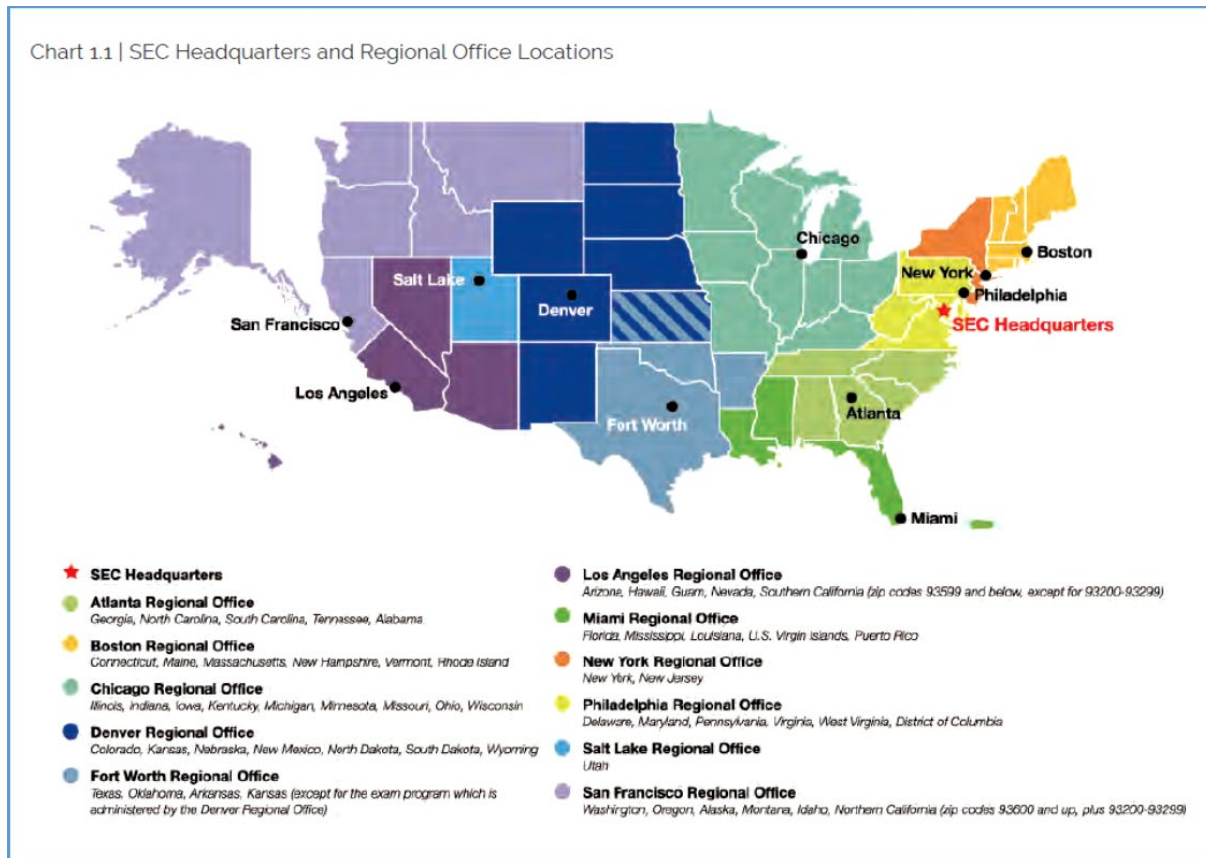 Chart 1.1 | SEC Headquarters and Regional Office Locations
Chicago
Boston
New York
Salt Lake
Philadelphia
Denver
San Francisco
SEC Headquarters
Los Angeles
Atlanta
Fort Worth
Miami
SEC Headquarters
Atlanta Regional Office
Georgia, North Carolina, South Carolina, Tennessee, Alabama
Boston Regional Office
Connecticut, Maine, Massachusetts, New Hampshire, Vermont, Rhode Island
Chicago Regional Office
Illinois, Indiana, Iowa, Kentucky, Michigan, Minnesota, Missouri, Ohio, Wisconsin
Denver Regional Office
Colorado, Kansas, Nebraska, New Mexico, North Dakota, South Dakota, Wyoming
Fort Worth Regional Office
Texas, Oklahoma, Arkansas, Kansas (except for the exam program which is
administered by the Denver Regional Office)
Los Angeles Regional Office
Arizona, Hawaii, Guam, Nevada, Southern California (zip codes 93599 and below, except for 93200-93299)
Miami Regional Office
Florida, Mississippi, Louisiana, U.S. Virgin Islands, Puerto Rico
New York Regional Office
New York, New Jersey
Philadelphia Regional Office
Delaware, Maryland, Pennsylvania, Virginia, West Virginia, District of Columbia
Salt Lake Regional Office
Utah
San Francisco Regional Office
Washington, Oregon, Alaska, Montana, Idaho, Northern California (zip codes 93600 and up, plus 93200-93299)